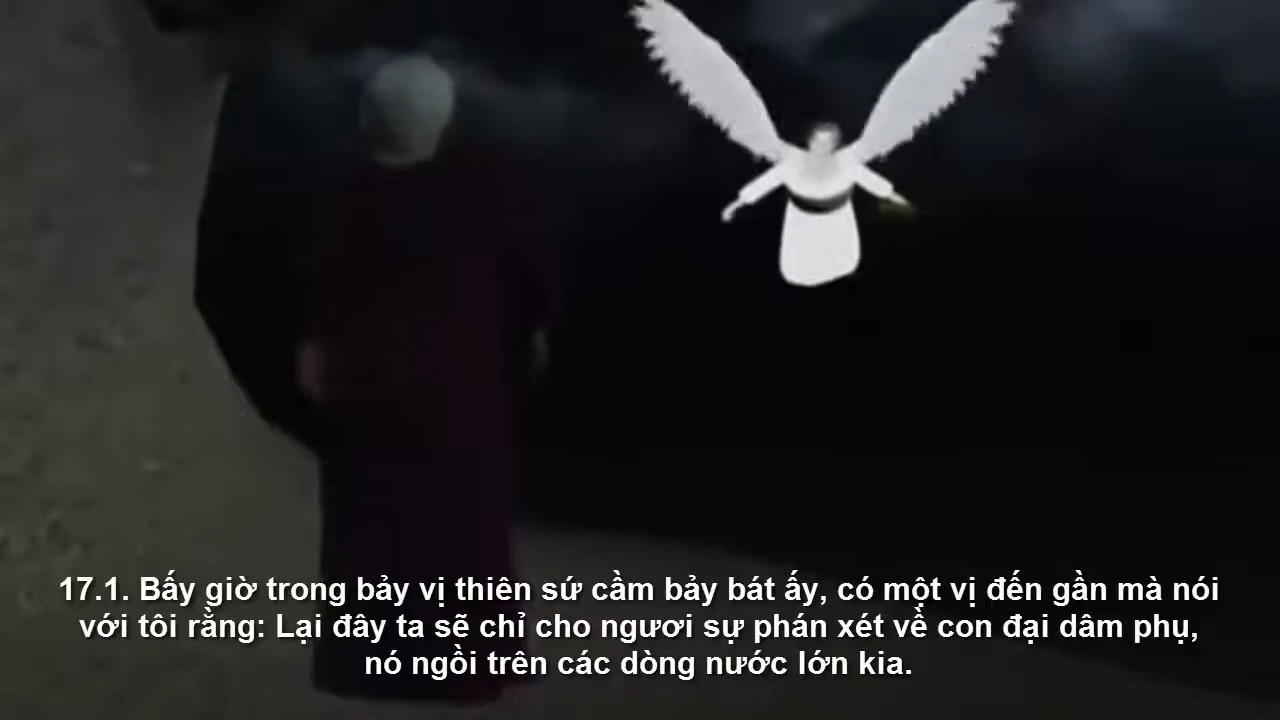 17.1. Bấy giờ trong bảy vị thiên sứ cầm bảy bát ấy, có một vị đến gần mà nói
với tôi rằng: Lại đây ta sẽ chỉ cho ngươi sự phán xét về con đại dâm phụ,
nó ngồi trên các dòng nước lớn kia.